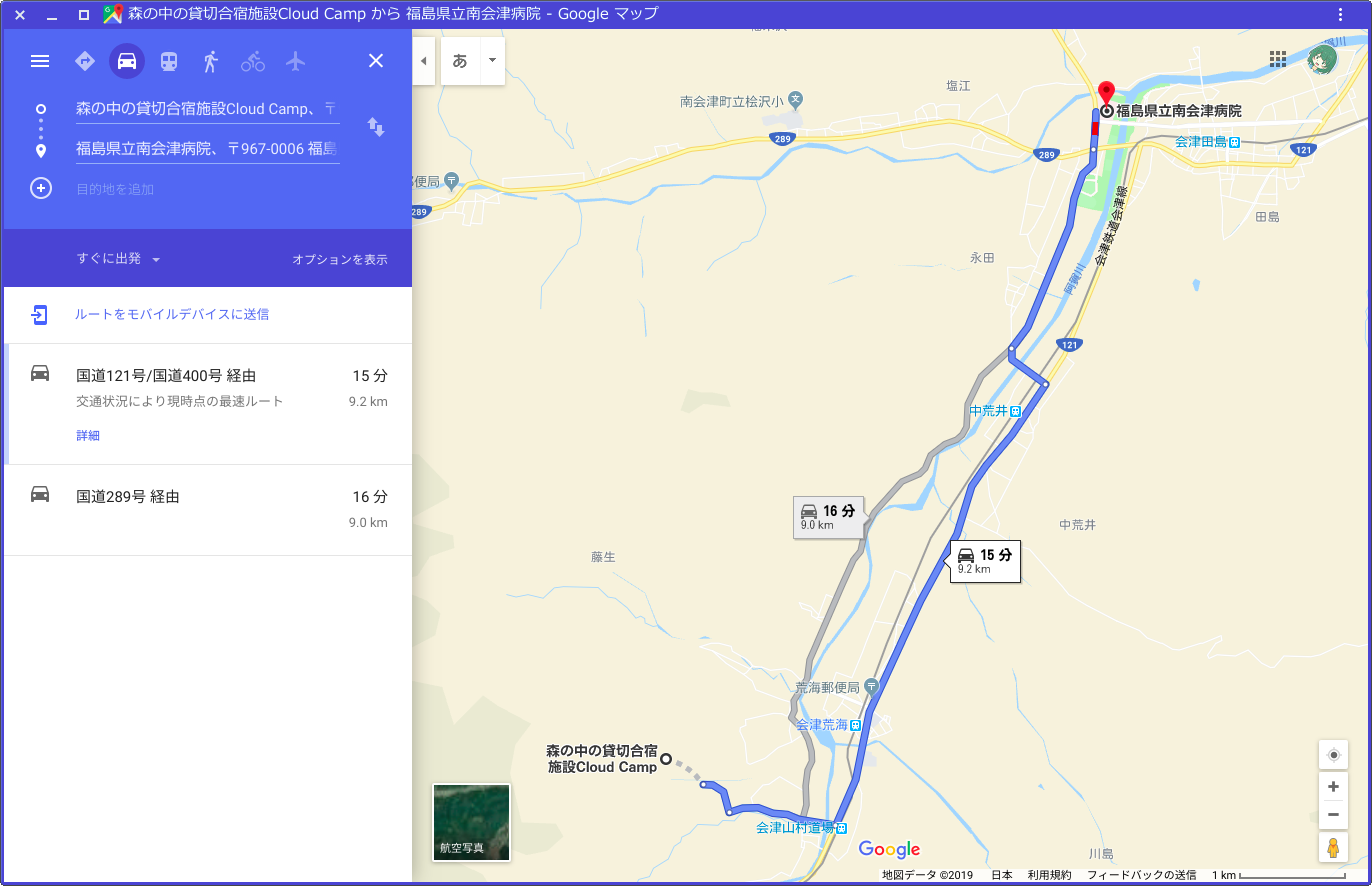 森の中の貸切合宿施設Cloud Camp から 福島県立南会津病院 - Google マップ
森の中の貸切合宿施設Cloud Camp、〒
福島県立南会津病院、〒967-0006 福島
目的地を追加
すぐに出発
オプションを表示
ルートをモバイルデバイスに送信
国道121号/国道400号 経由
15 分
交通状況により現時点の最速ルート
9.2 km
詳細
国道289号 経由
16 分
9.0 km
あ
塩江
南会津町立桧沢小
文
福島県立南会津病院
289
会津田島
121
289
郵便局
289
田島
会津鉄道会津線
永田
阿賀川
121
中荒井
16 分
9.0 km
中荒井
15 分
9.2 km
藤生
荒海郵便局
会津荒海
森の中の貸切合宿
施設Cloud Camp
会津山村道場
航空写真
Google
川島
地図データ ©2019
日本
利用規約
フィードバックの送信
1 km